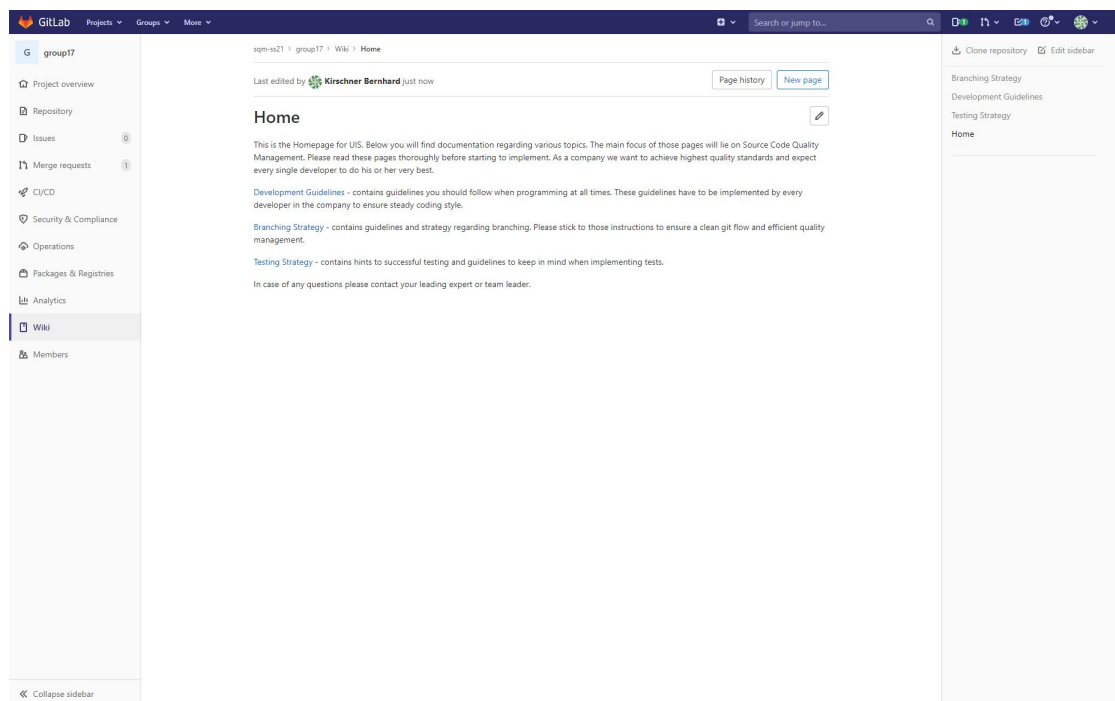 GitLab Projects Groups More Search or jump to...
G group17
Project overview
Repository
Issues 0
Merge requests 1
CI/CD
Security & Compliance
Operations
Packages & Registries
Analytics
Wiki
Members
Collapse sidebar
sqm-ss21 > group17 > Wiki > Home
Last edited by Kirschner Bernhard just now
Page history New page
Home
This is the Homepage for UIS. Below you will find documentation regarding various topics. The main focus of those pages will lie on Source Code Quality
Management. Please read these pages thoroughly before starting to implement. As a company we want to achieve highest quality standards and expect
every single developer to do his or her very best.
Development Guidelines - contains guidelines you should follow when programming at all times. These guidelines have to be implemented by every
developer in the company to ensure steady coding style.
Branching Strategy - contains guidelines and strategy regarding branching. Please stick to those instructions to ensure a clean git flow and efficient quality
management.
Testing Strategy - contains hints to successful testing and guidelines to keep in mind when implementing tests.
In case of any questions please contact your leading expert or team leader.
Clone repository Edit sidebar
Branching Strategy
Development Guidelines
Testing Strategy
Home